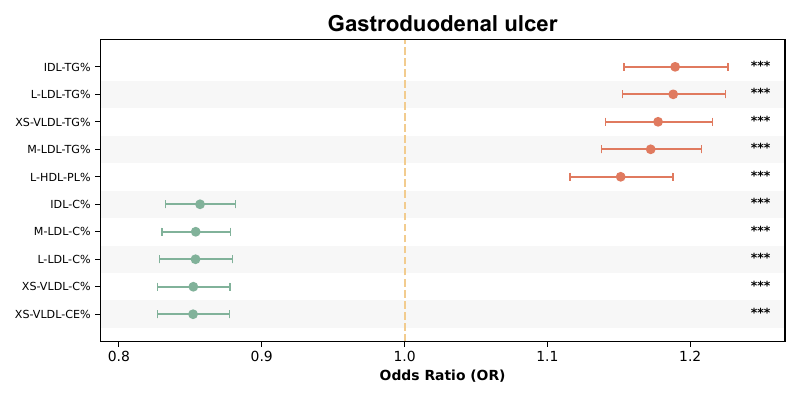 Gastroduodenal ulcer
IDL-TG% ***
L-LDL-TG% ***
XS-VLDL-TG% ***
M-LDL-TG% ***
L-HDL-PL% ***
IDL-C% ***
M-LDL-C% ***
L-LDL-C% ***
XS-VLDL-C% ***
XS-VLDL-CE% ***
0.8 0.9 1.0 1.1 1.2
Odds Ratio (OR)